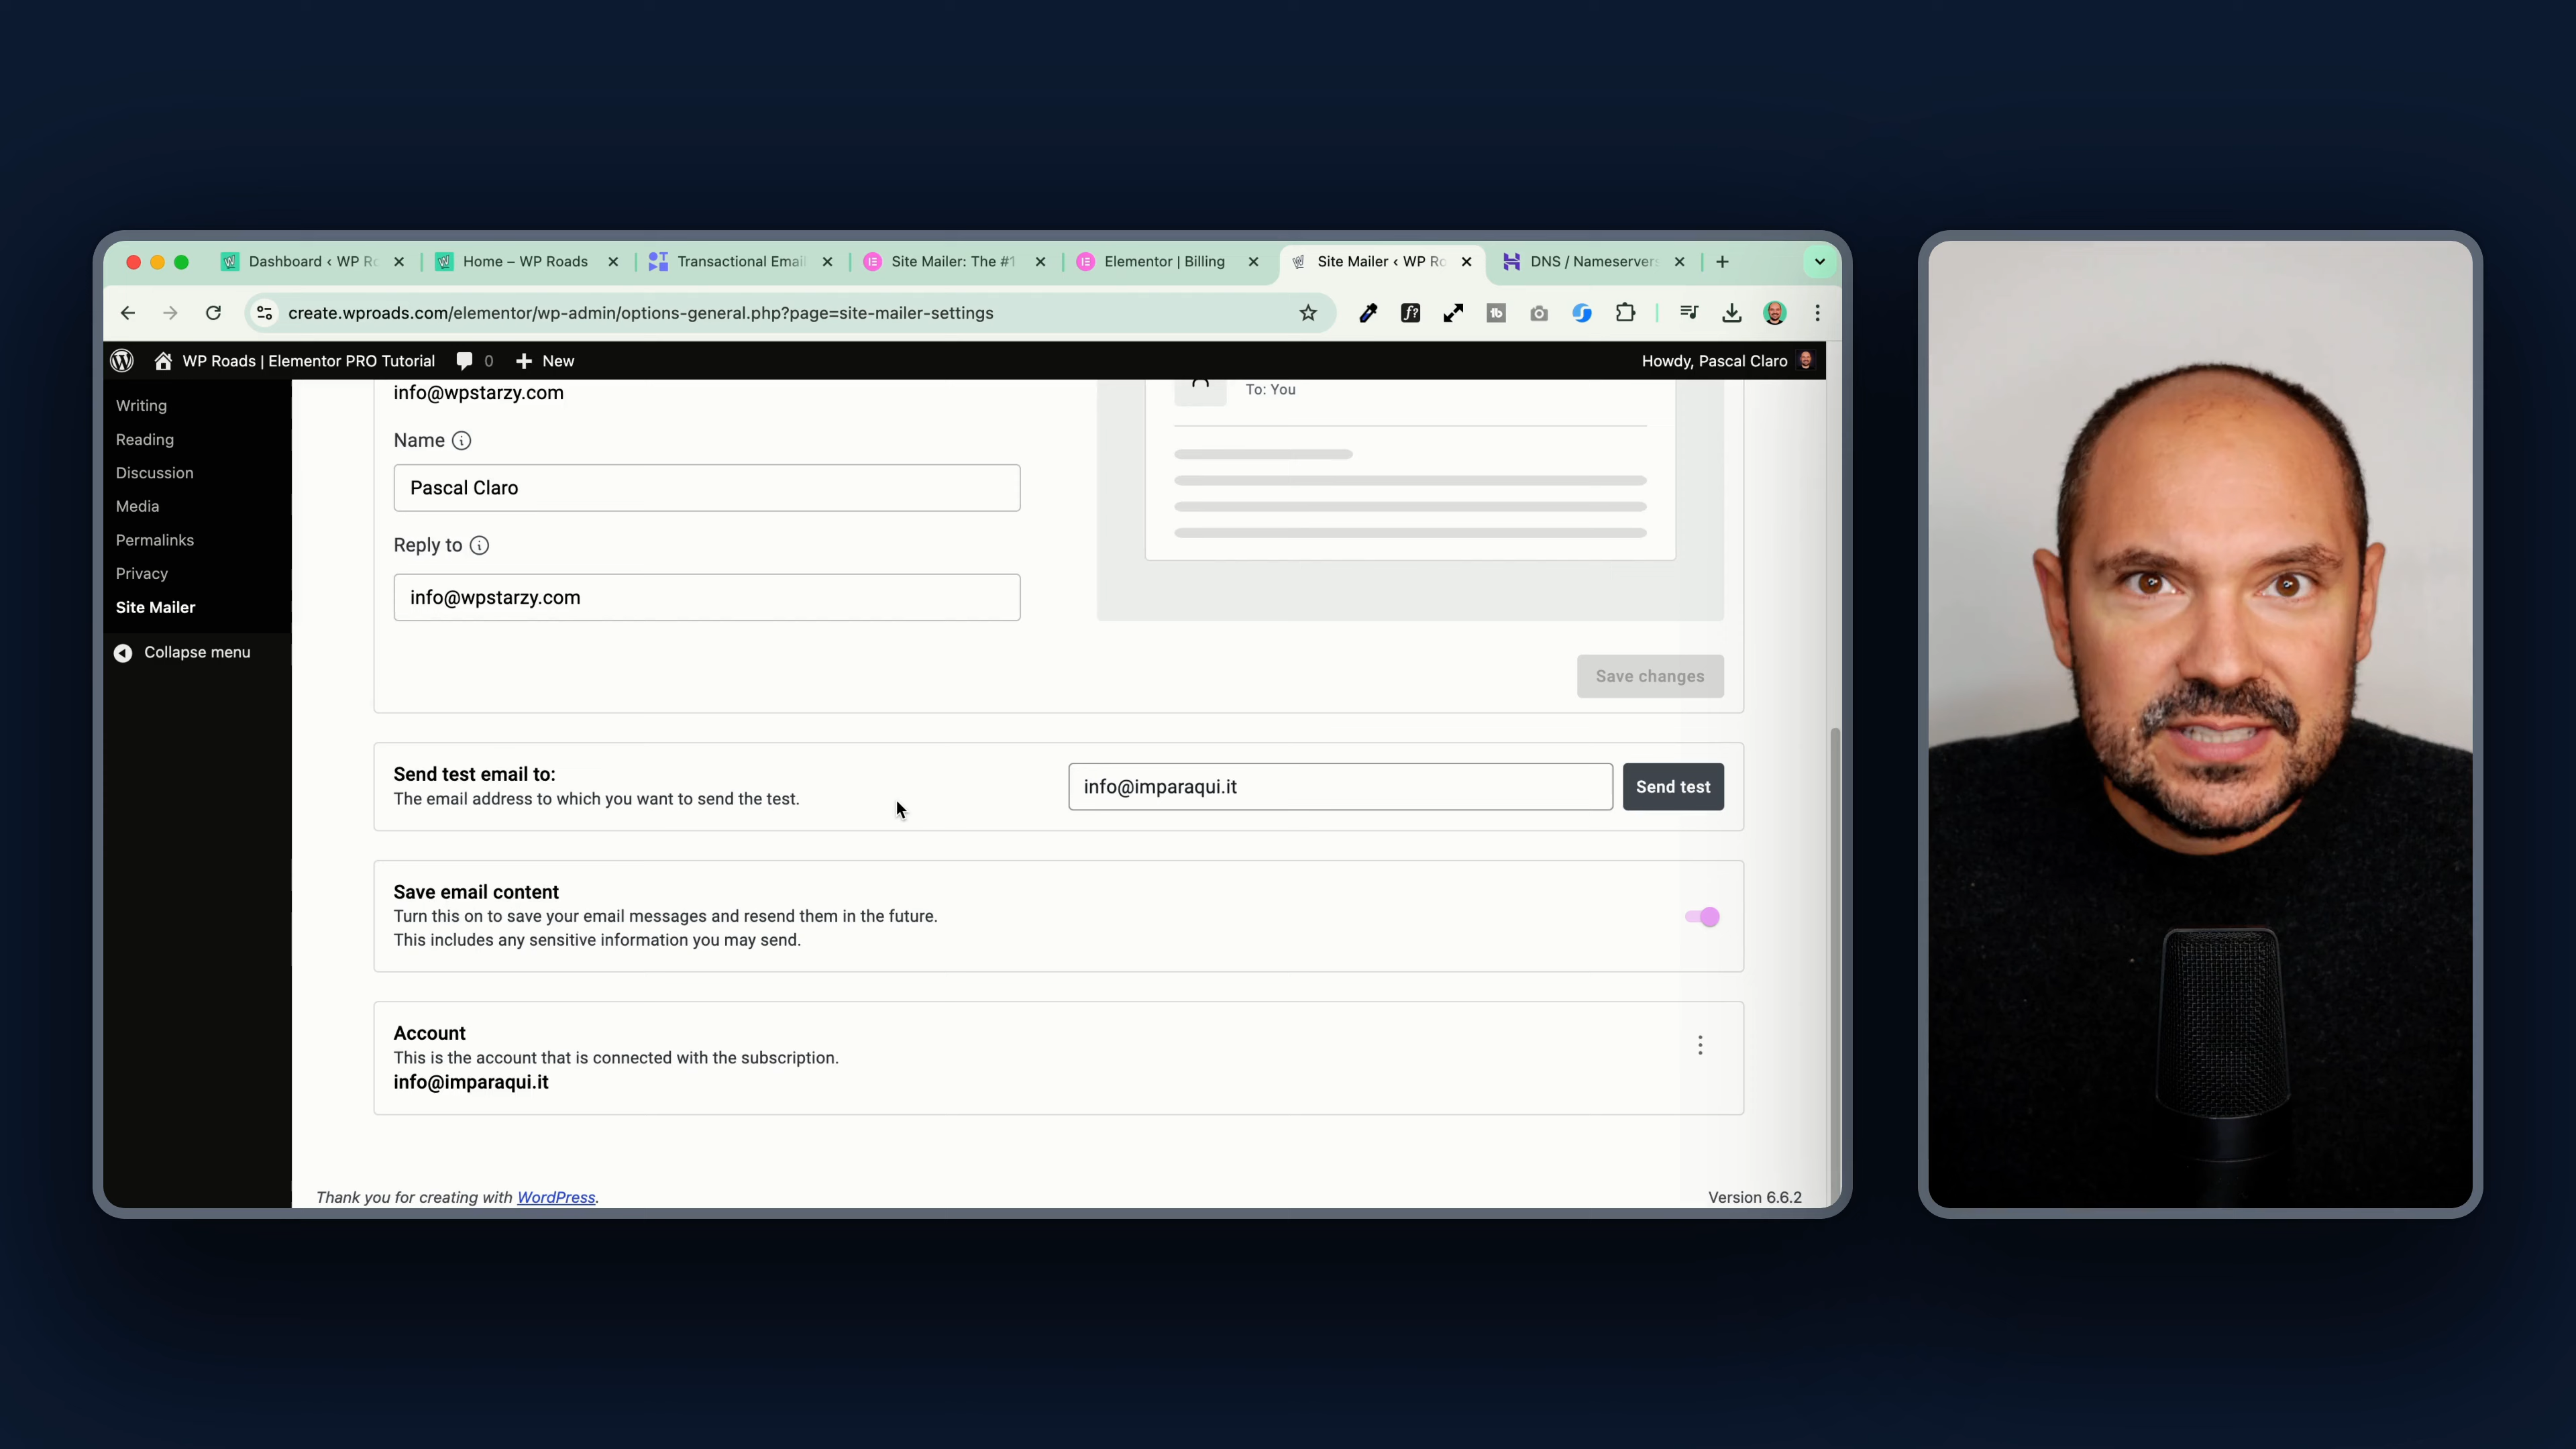 Dashboard ‹ WP Ro
Home – WP Roads
Transactional Email
Site Mailer: The #1
Elementor | Billing
Site Mailer ‹ WP Ro
DNS / Nameservers
create.wproads.com/elementor/wp-admin/options-general.php?page=site-mailer-settings
f?
tb
WP Roads | Elementor PRO Tutorial
0
New
Howdy, Pascal Claro
Writing
Reading
Discussion
Media
Permalinks
Privacy
Site Mailer
Collapse menu
info@wpstarzy.com
To: You
Name
Pascal Claro
Reply to
info@wpstarzy.com
Save changes
Send test email to:
The email address to which you want to send the test.
info@imparaqui.it
Send test
Save email content
Turn this on to save your email messages and resend them in the future.
This includes any sensitive information you may send.
Account
This is the account that is connected with the subscription.
info@imparaqui.it
Thank you for creating with WordPress.
Version 6.6.2